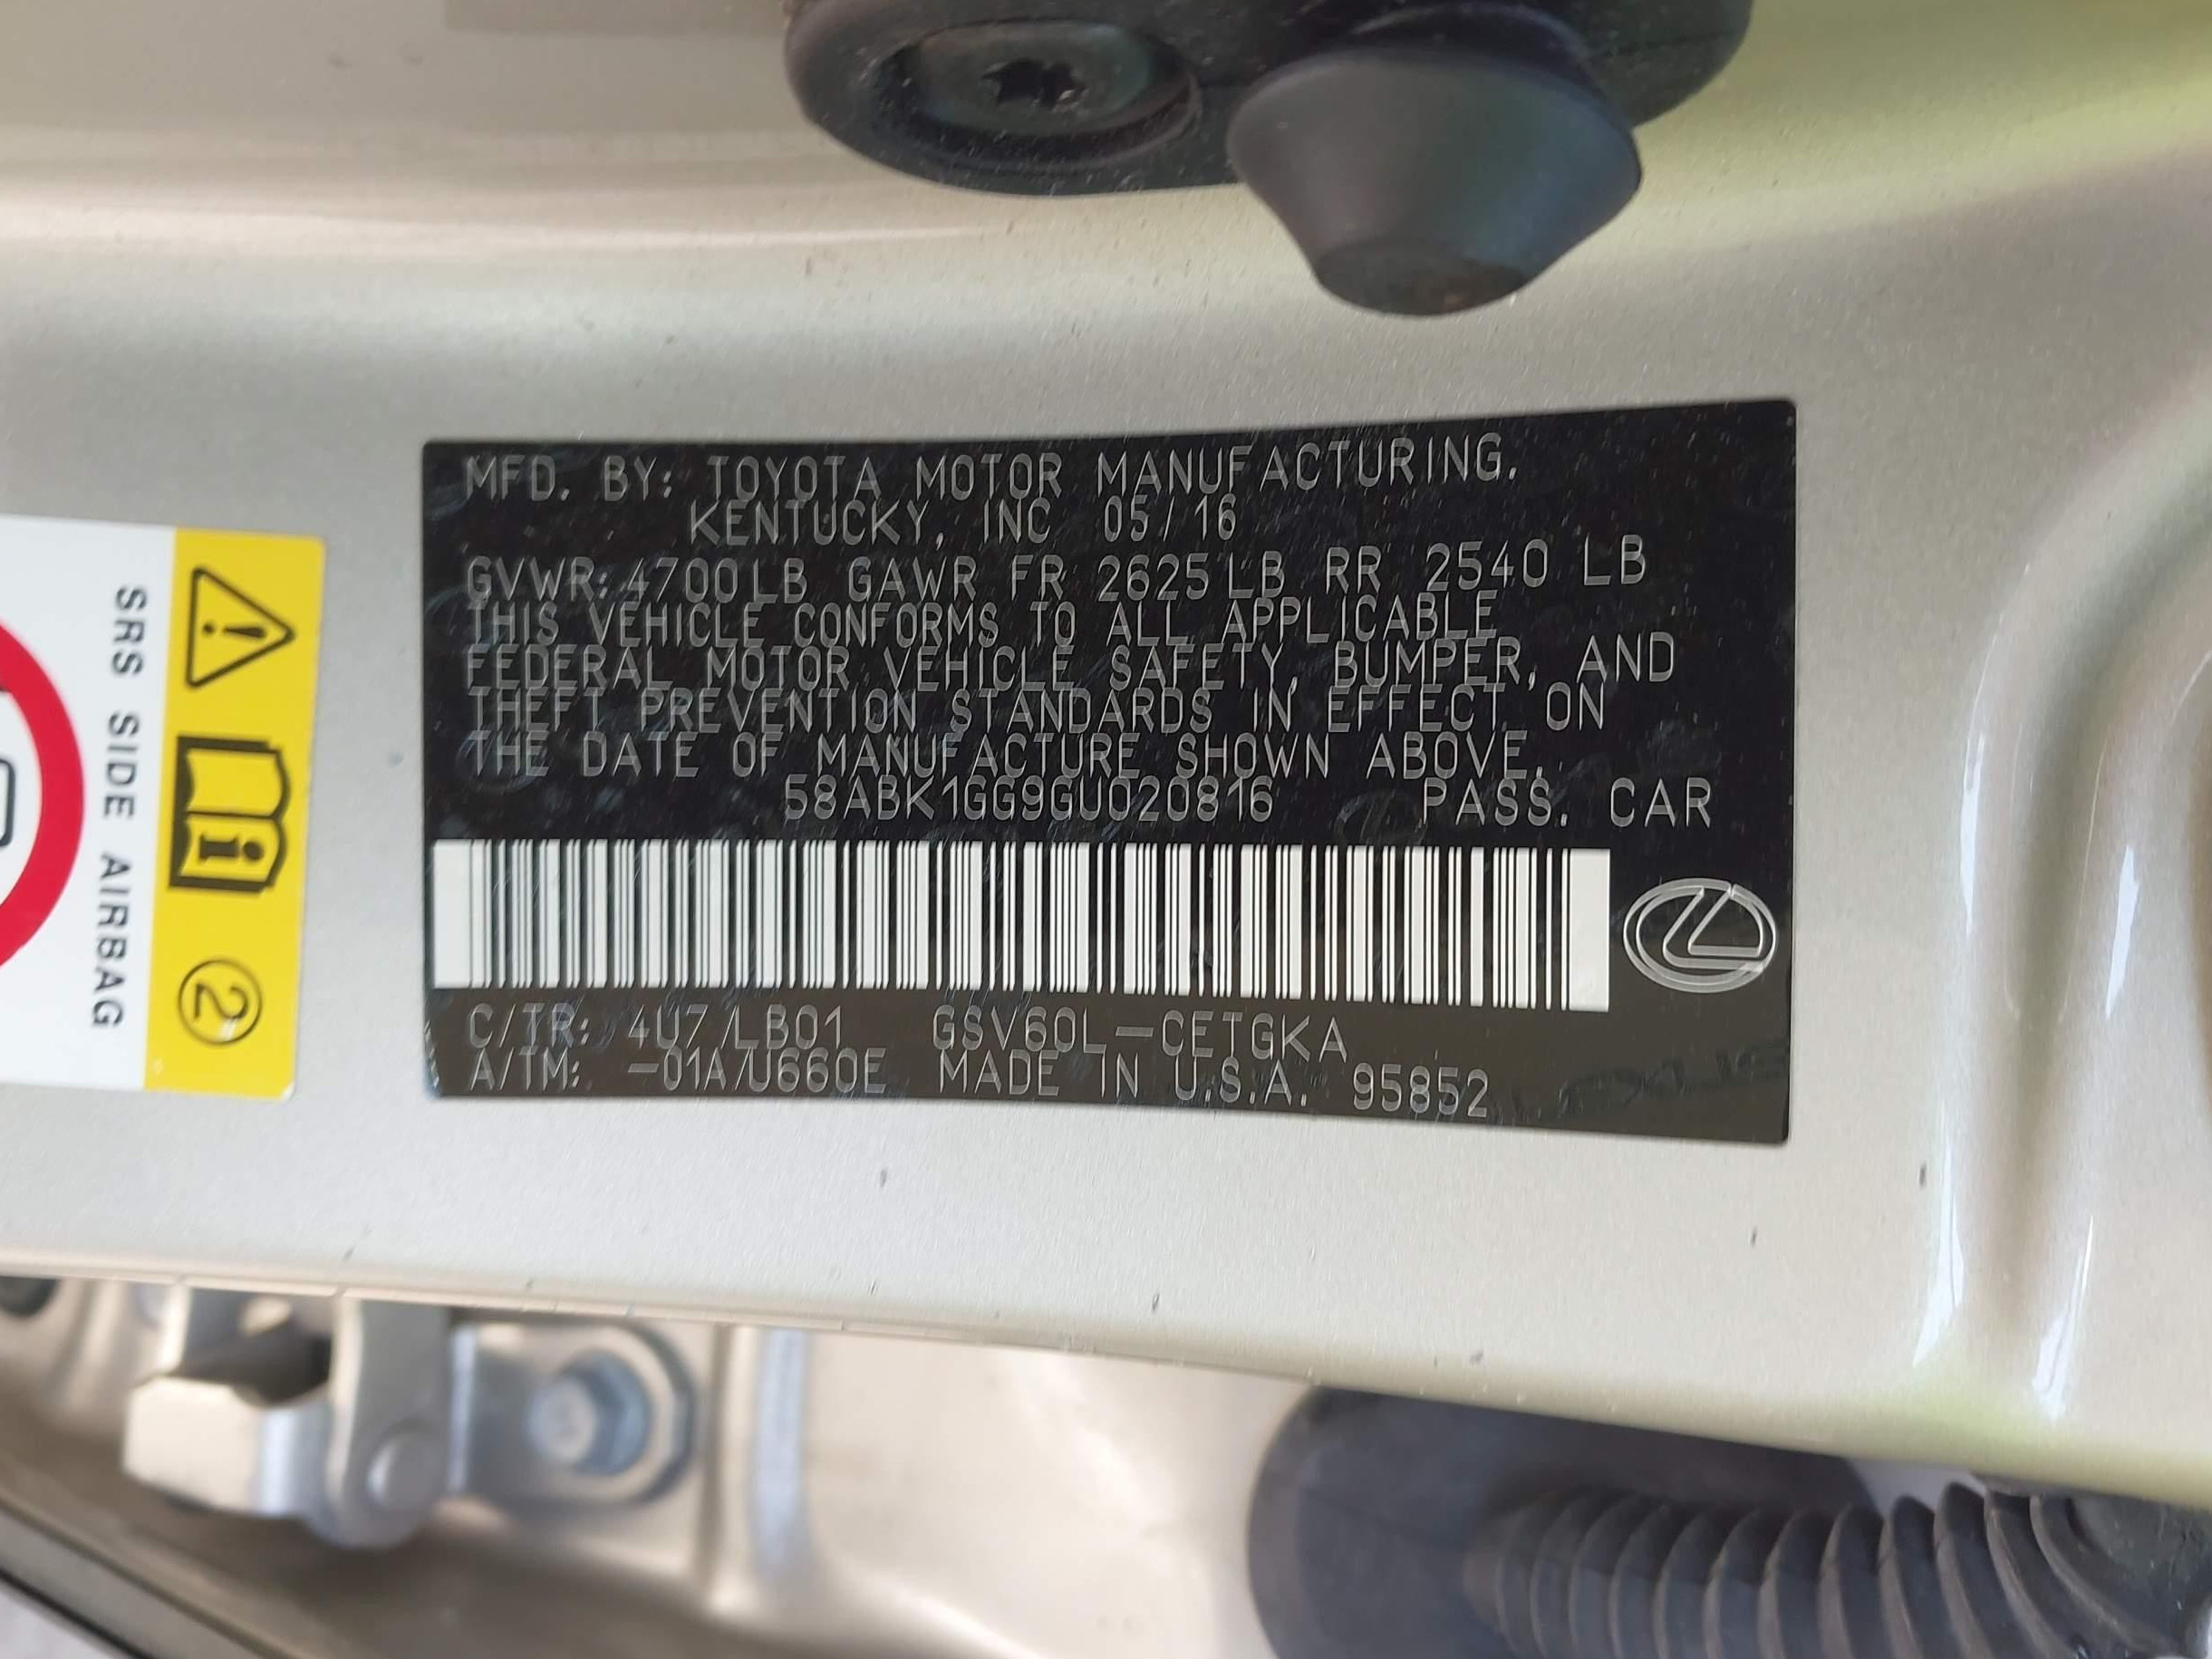 MFD. BY: TOYOTA MOTOR MANUFACTURING.
KENTUCKY, INC 05/16
GVWR: 4700LB GAWR FR 2625LB RR 2540 LB
THIS VEHICLE CONFORMS TO ALL APPLICABLE
FEDERAL MOTOR VEHICLE SAFETY, BUMPER, AND
THEFT PREVENTION STANDARDS IN EFFECT ON
THE DATE OF MANUFACTURE SHOWN ABOVE.
58ABK1GG9GU020816 PASS. CAR
C/TR: 4U7/LB01 GSV60L-CETGKA
A/TM: -01A/U660E MADE IN U.S.A. 95852
LEXUS
SRS SIDE AIRBAG
2